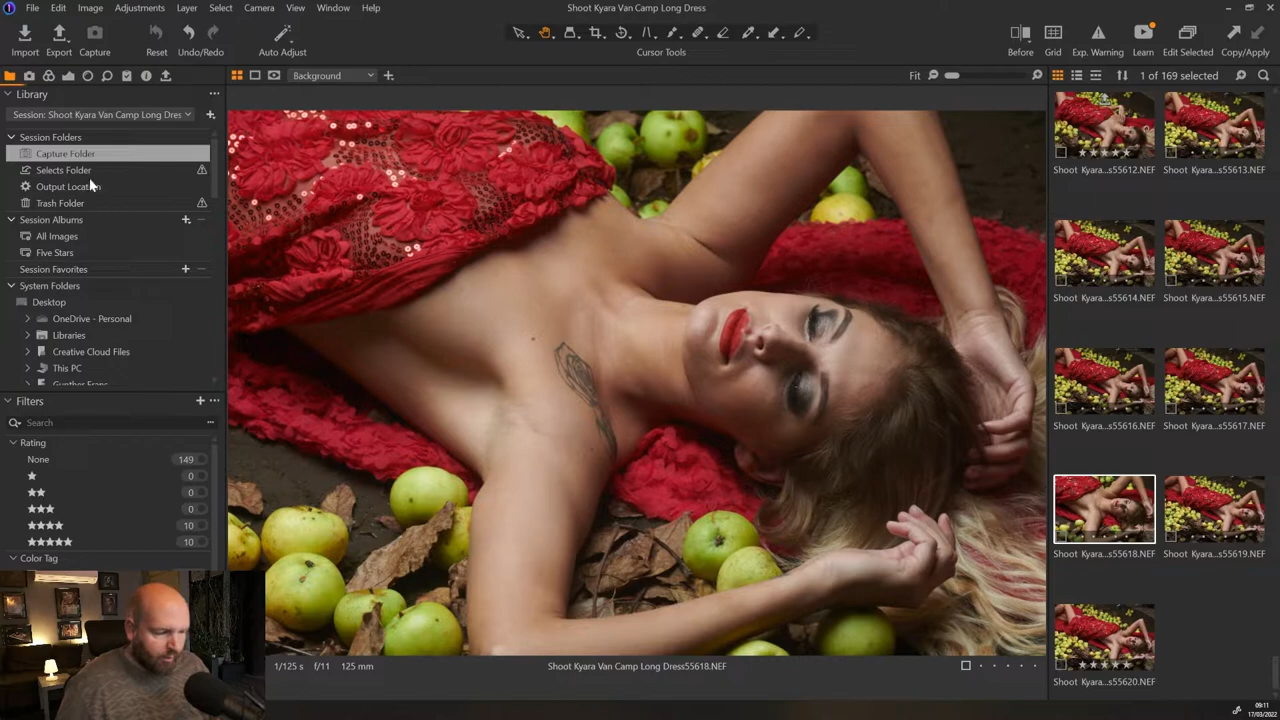 File Edit Image Adjustments Layer Select Camera View Window Help
Shoot Kyara Van Camp Long Dress
Import Export Capture Reset Undo/Redo Auto Adjust
Cursor Tools
Before Grid Exp. Warning Learn Edit Selected Copy/Apply
Background
Fit
1 of 169 selected
Library
Session: Shoot Kyara Van Camp Long Dres
Session Folders
Capture Folder
Selects Folder
Output Location
Trash Folder
Session Albums
All Images
Five Stars
Session Favorites
System Folders
Desktop
OneDrive - Personal
Libraries
Creative Cloud Files
This PC
Filters
Search
Rating
None 149
0
0
0
10
10
Color Tag
1/125 s f/11 125 mm
Shoot Kyara Van Camp Long Dress55618.NEF
Shoot Kyara...s55612.NEF Shoot Kyara...s55613.NEF
Shoot Kyara...s55614.NEF Shoot Kyara...s55615.NEF
Shoot Kyara...s55616.NEF Shoot Kyara...s55617.NEF
Shoot Kyara...s55618.NEF Shoot Kyara...s55619.NEF
Shoot Kyara...s55620.NEF
09:11
17/03/2022